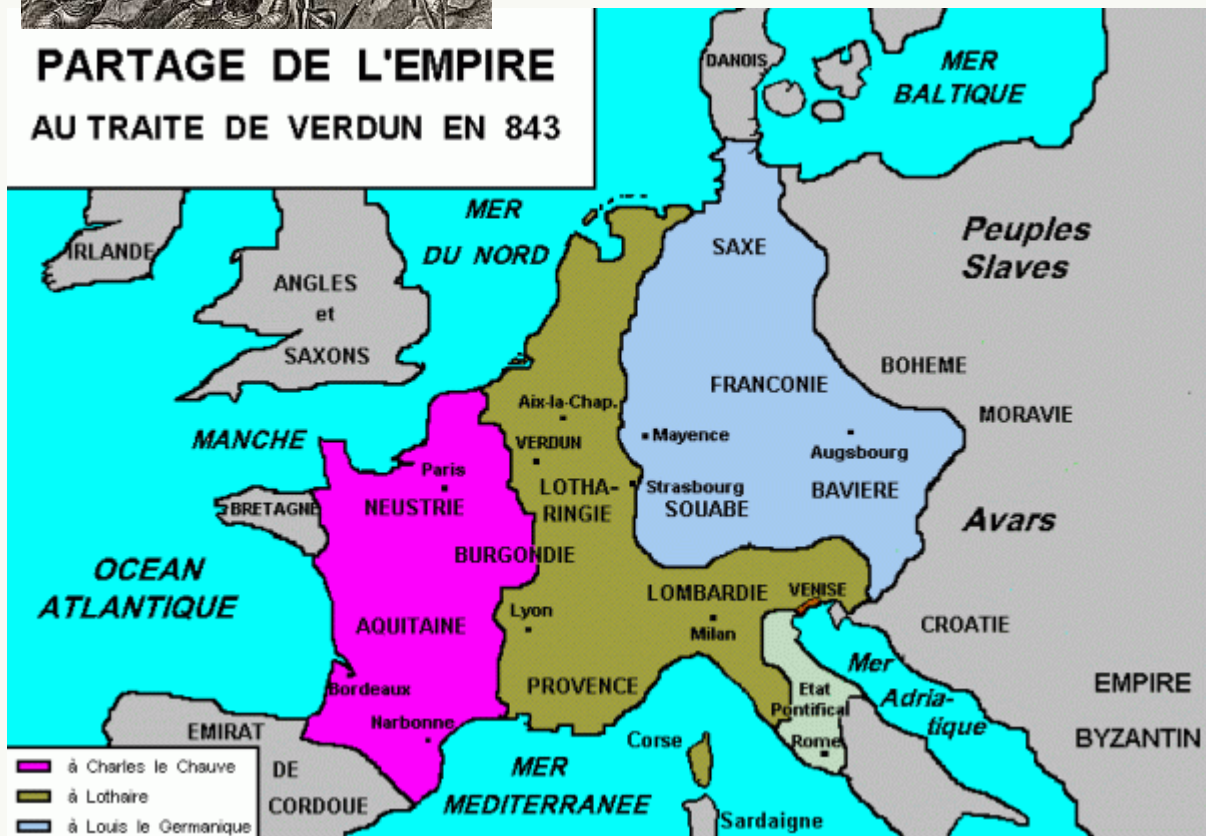 PARTAGE DE L'EMPIRE
AU TRAITE DE VERDUN EN 843
DANOIS
MER
BALTIQUE
MER
DU NORD
IRLANDE
ANGLES
et
SAXONS
SAXE
Peuples
Slaves
BOHEME
FRANCONIE
MORAVIE
Aix-la-Chap.
MANCHE
VERDUN
Mayence
Augsbourg
Paris
LOTHA-
RINGIE
Strasbourg
SOUABE
BAVIERE
BRETAGNE
NEUSTRIE
Avars
BURGONDIE
OCEAN
ATLANTIQUE
LOMBARDIE
VENISE
Lyon
Milan
AQUITAINE
CROATIE
Mer
Adria-
tique
PROVENCE
Bordeaux
Etat
Pontifical
EMPIRE
BYZANTIN
Narbonne
EMIRAT
DE
CORDOUE
Corse
Rome
MER
MEDITERRANEE
Sardaigne
à Charles le Chauve
à Lothaire
à Louis le Germanique